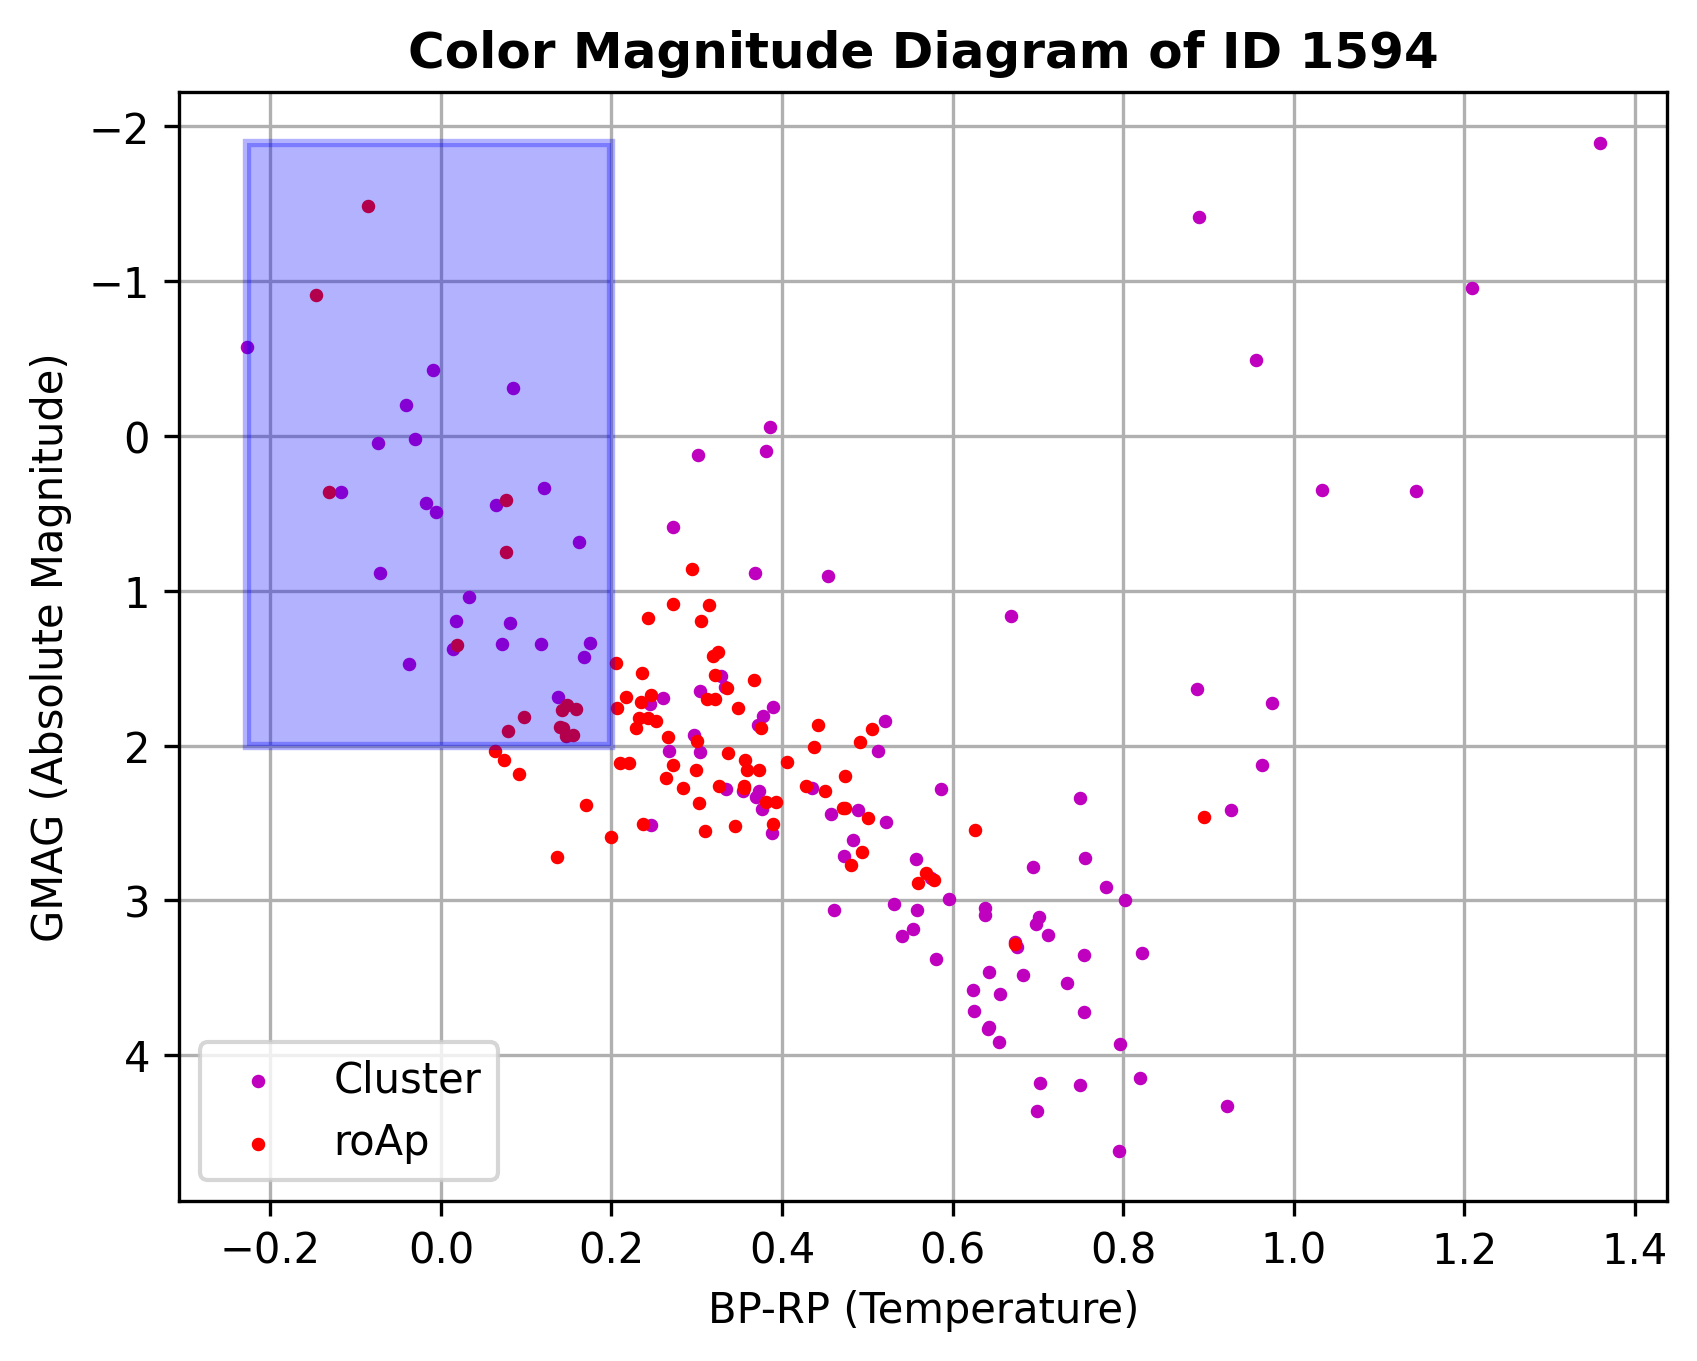 Color Magnitude Diagram of ID 1594
−2
−1
0
1
2
3
4
GMAG (Absolute Magnitude)
Cluster
roAp
−0.2 0.0 0.2 0.4 0.6 0.8 1.0 1.2 1.4
BP-RP (Temperature)